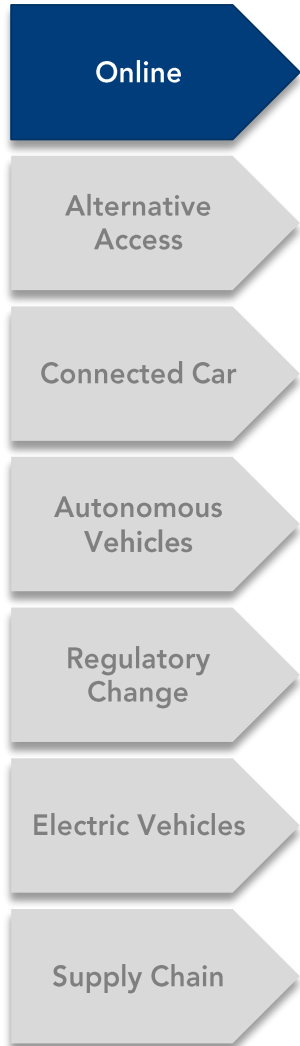 Online
Alternative
Access
Connected Car
Autonomous
Vehicles
Regulatory
Change
Electric Vehicles
Supply Chain